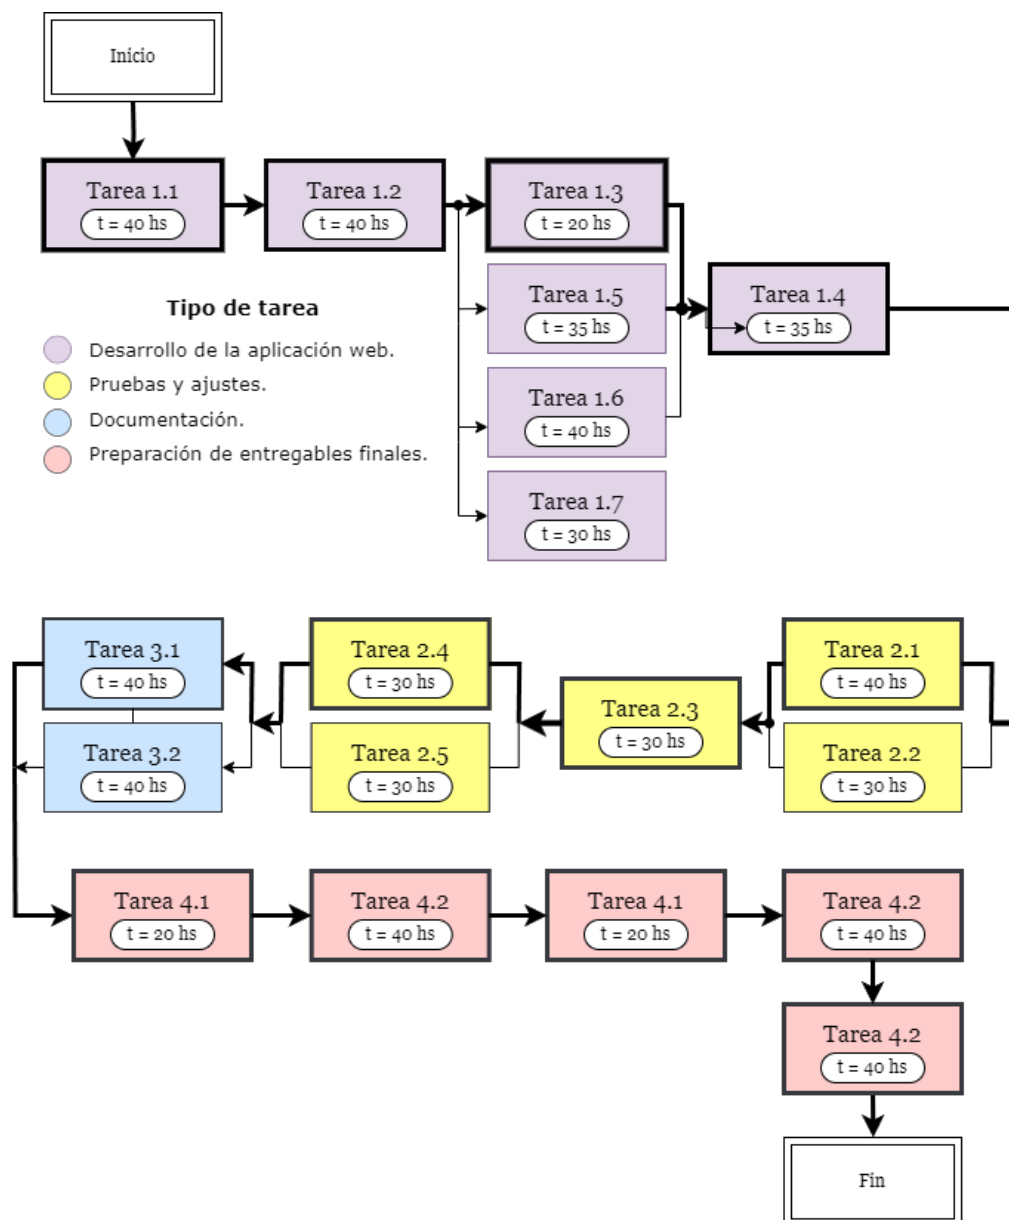 Inicio
Tarea 1.1
t = 40 hs
Tarea 1.2
t = 40 hs
Tarea 1.3
t = 20 hs
Tarea 1.5
t = 35 hs
Tarea 1.4
t = 35 hs
Tarea 1.6
t = 40 hs
Tarea 1.7
t = 30 hs
Tipo de tarea
Desarrollo de la aplicación web.
Pruebas y ajustes.
Documentación.
Preparación de entregables finales.
Tarea 3.1
t = 40 hs
Tarea 2.4
t = 30 hs
Tarea 2.1
t = 40 hs
Tarea 2.3
t = 30 hs
Tarea 3.2
t = 40 hs
Tarea 2.5
t = 30 hs
Tarea 2.2
t = 30 hs
Tarea 4.1
t = 20 hs
Tarea 4.2
t = 40 hs
Tarea 4.1
t = 20 hs
Tarea 4.2
t = 40 hs
Tarea 4.2
t = 40 hs
Fin